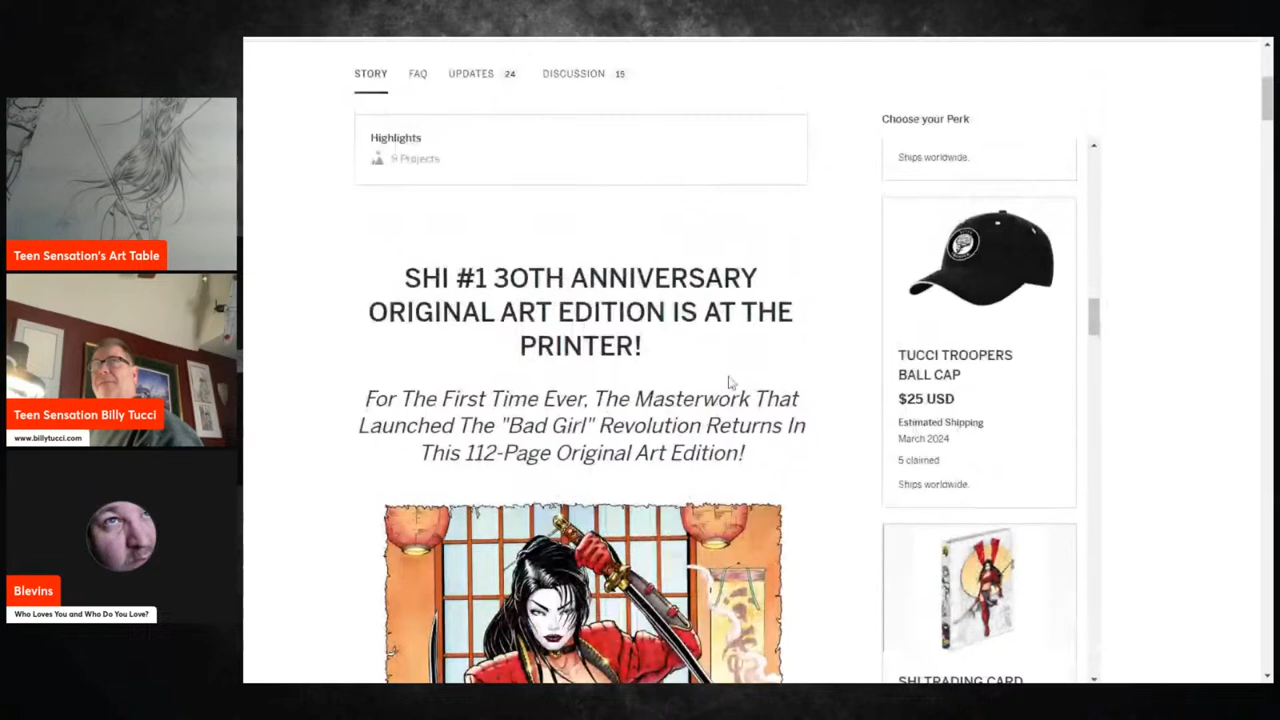 Teen Sensation's Art Table
Teen Sensation Billy Tucci
www.billytucci.com
Blevins
Who Loves You and Who Do You Love?
STORY FAQ UPDATES 24 DISCUSSION 15
Highlights
9 Projects
SHI #1 30TH ANNIVERSARY
ORIGINAL ART EDITION IS AT THE
PRINTER!
For The First Time Ever, The Masterwork That
Launched The "Bad Girl" Revolution Returns In
This 112-Page Original Art Edition!
Choose your Perk
Ships worldwide.
TUCCI TROOPERS
BALL CAP
$25 USD
Estimated Shipping
March 2024
5 claimed
Ships worldwide.
SHI TRADING CARD